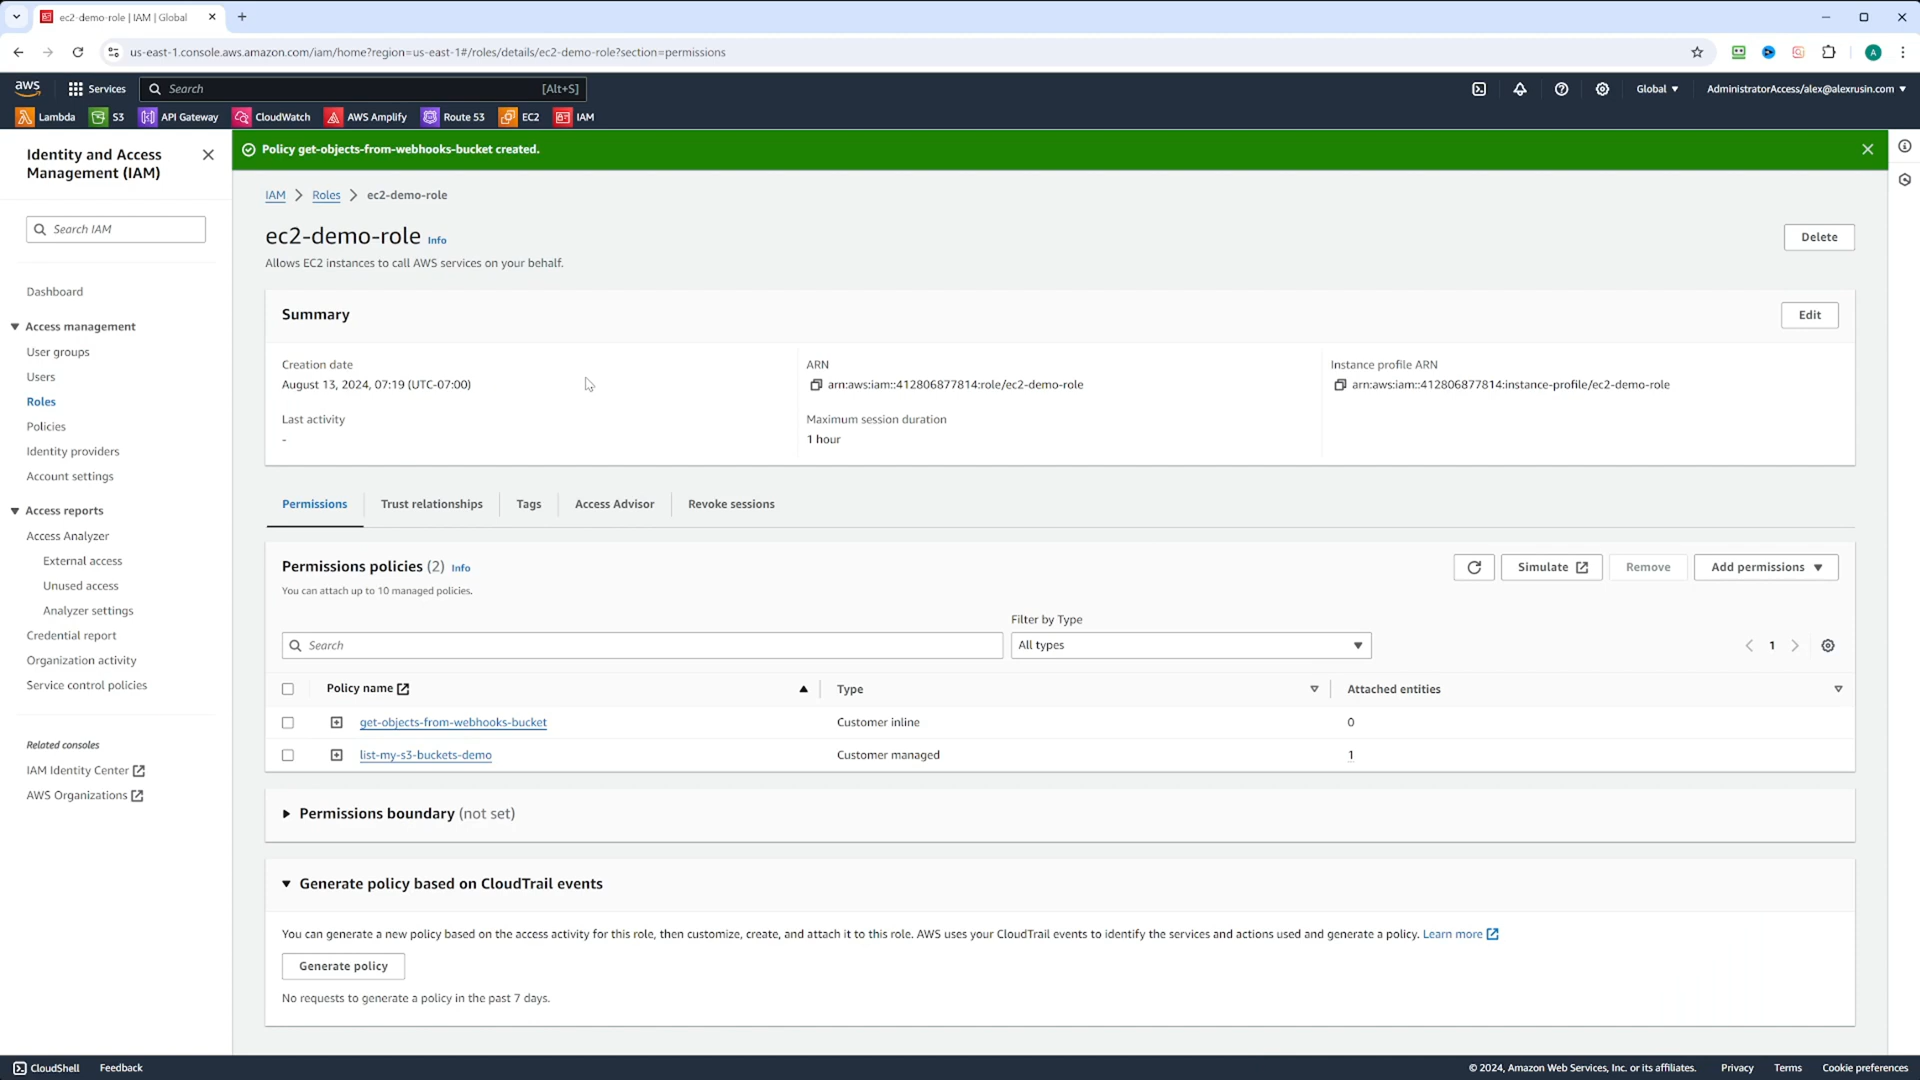 ec2-demo-role | IAM | Global
us-east-1.console.aws.amazon.com/iam/home?region=us-east-1#/roles/details/ec2-demo-role?section=permissions
A
aws
Services
Search
[Alt+S]
Global
AdministratorAccess/alex@alexrusin.com
Lambda
S3
API Gateway
CloudWatch
AWS Amplify
Route 53
EC2
IAM
Identity and Access
Management (IAM)
Search IAM
Dashboard
Access management
User groups
Users
Roles
Policies
Identity providers
Account settings
Access reports
Access Analyzer
External access
Unused access
Analyzer settings
Credential report
Organization activity
Service control policies
Related consoles
IAM Identity Center
AWS Organizations
Policy get-objects-from-webhooks-bucket created.
IAM
Roles
ec2-demo-role
ec2-demo-role Info
Delete
Allows EC2 instances to call AWS services on your behalf.
Summary
Edit
Creation date
August 13, 2024, 07:19 (UTC-07:00)
ARN
arn:aws:iam::412806877814:role/ec2-demo-role
Instance profile ARN
arn:aws:iam::412806877814:instance-profile/ec2-demo-role
Last activity
-
Maximum session duration
1 hour
Permissions
Trust relationships
Tags
Access Advisor
Revoke sessions
Permissions policies (2) Info
You can attach up to 10 managed policies.
Simulate
Remove
Add permissions
Filter by Type
Search
All types
1
Policy name
Type
Attached entities
get-objects-from-webhooks-bucket
Customer inline
0
list-my-s3-buckets-demo
Customer managed
1
Permissions boundary (not set)
Generate policy based on CloudTrail events
You can generate a new policy based on the access activity for this role, then customize, create, and attach it to this role. AWS uses your CloudTrail events to identify the services and actions used and generate a policy. Learn more
Generate policy
No requests to generate a policy in the past 7 days.
CloudShell
Feedback
© 2024, Amazon Web Services, Inc. or its affiliates.
Privacy
Terms
Cookie preferences